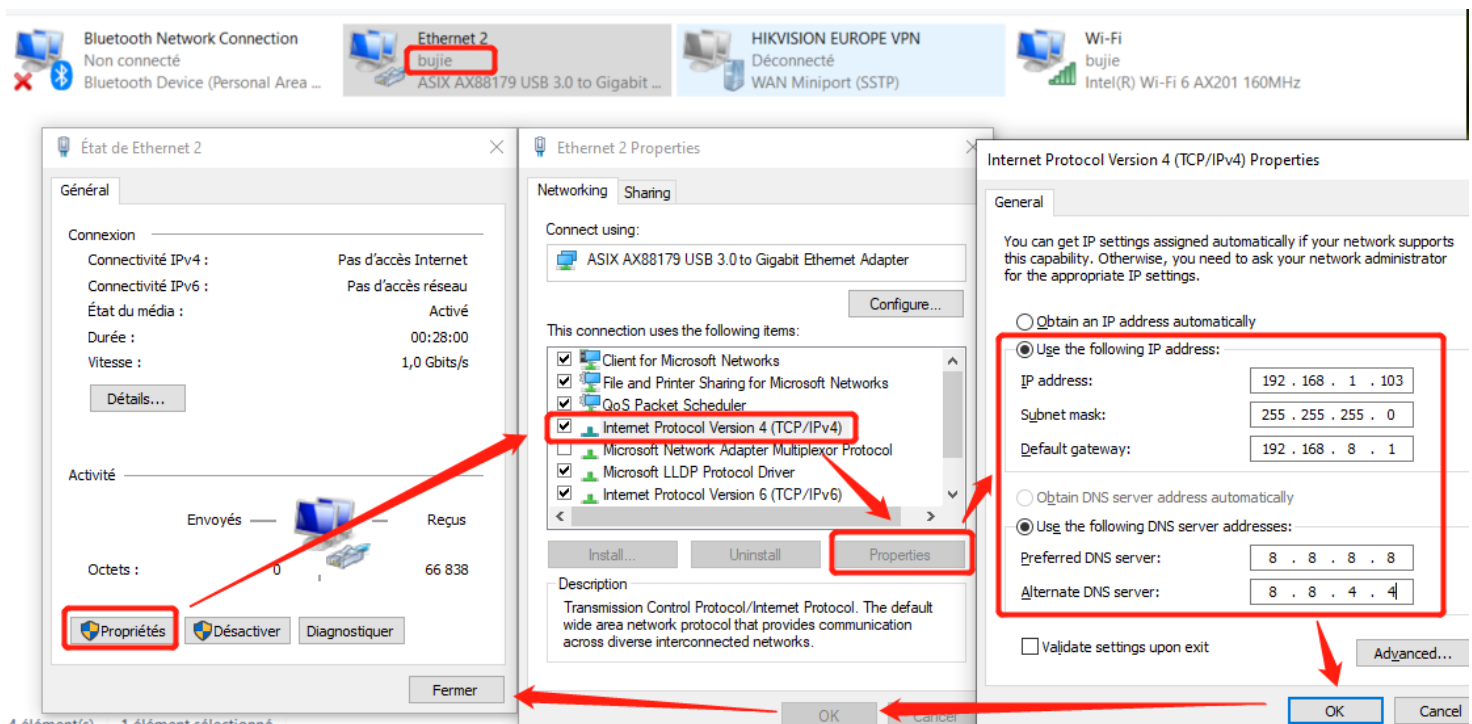 Bluetooth Network Connection
Non connecté
Bluetooth Device (Personal Area ...
Ethernet 2
bujie
ASIX AX88179 USB 3.0 to Gigabit ...
HIKVISION EUROPE VPN
Déconnecté
WAN Miniport (SSTP)
Wi-Fi
bujie
Intel(R) Wi-Fi 6 AX201 160MHz
État de Ethernet 2
Général
Connexion
Connectivité IPv4 : Pas d'accès Internet
Connectivité IPv6 : Pas d'accès réseau
État du média : Activé
Durée : 00:28:00
Vitesse : 1,0 Gbits/s
Détails...
Activité
Envoyés Reçus
Octets : 0 66 838
Propriétés Désactiver Diagnostiquer
Fermer
4 élément(s) 1 élément sélectionné
Ethernet 2 Properties
Networking Sharing
Connect using:
ASIX AX88179 USB 3.0 to Gigabit Ethernet Adapter
Configure...
This connection uses the following items:
Client for Microsoft Networks
File and Printer Sharing for Microsoft Networks
QoS Packet Scheduler
Internet Protocol Version 4 (TCP/IPv4)
Microsoft Network Adapter Multiplexor Protocol
Microsoft LLDP Protocol Driver
Internet Protocol Version 6 (TCP/IPv6)
Install... Uninstall Properties
Description
Transmission Control Protocol/Internet Protocol. The default
wide area network protocol that provides communication
across diverse interconnected networks.
OK Cancel
Internet Protocol Version 4 (TCP/IPv4) Properties
General
You can get IP settings assigned automatically if your network supports
this capability. Otherwise, you need to ask your network administrator
for the appropriate IP settings.
Obtain an IP address automatically
Use the following IP address:
IP address: 192 . 168 . 1 . 103
Subnet mask: 255 . 255 . 255 . 0
Default gateway: 192 . 168 . 8 . 1
Obtain DNS server address automatically
Use the following DNS server addresses:
Preferred DNS server: 8 . 8 . 8 . 8
Alternate DNS server: 8 . 8 . 4 . 4
Validate settings upon exit
Advanced...
OK Cancel